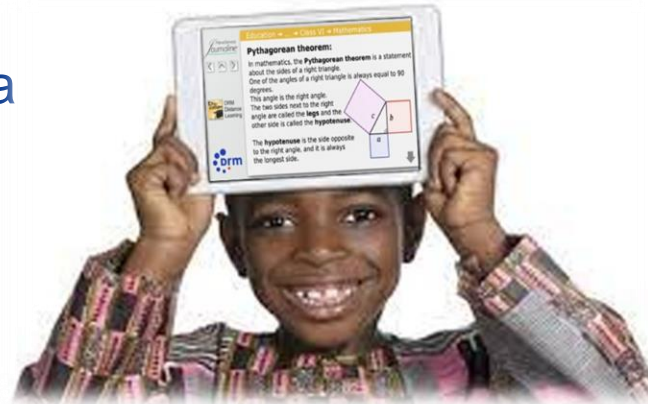 a
Journaline
Education → ... → Class VI → Mathematics
Pythagorean theorem:
In mathematics, the Pythagorean theorem is a statement
about the sides of a right triangle.
One of the angles of a right triangle is always equal to 90
degrees.
This angle is the right angle.
The two sides next to the right
angle are called the legs and the
other side is called the hypotenuse
The hypotenuse is the side opposite
to the right angle, and it is always
the longest side.
c
b
a
DRM
Distance
Learning
DRM